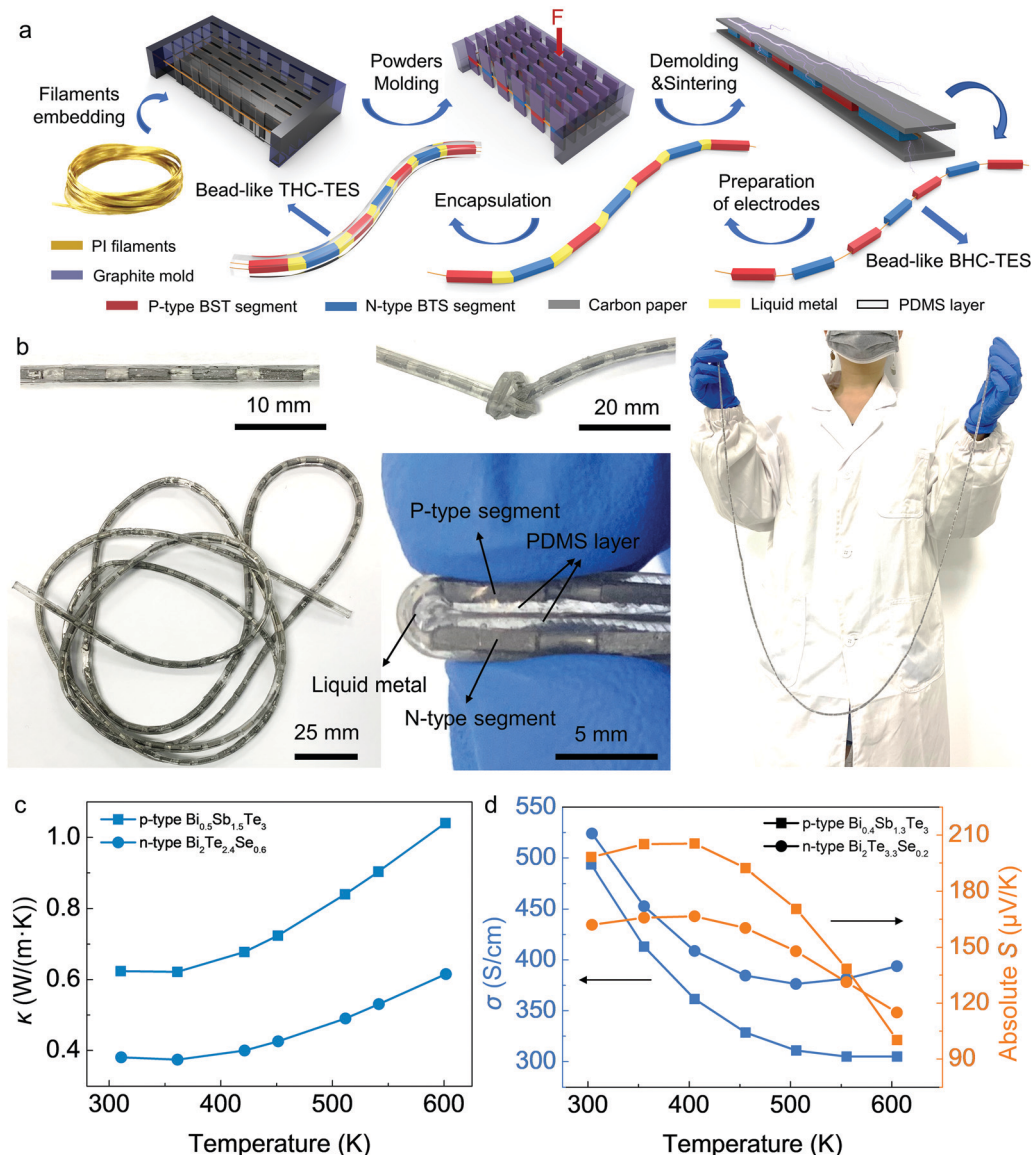 a
F
Filaments
embedding
Powders
Molding
Demolding
&Sintering
Bead-like THC-TES
Encapsulation
Preparation
of electrodes
Bead-like BHC-TES
PI filaments
Graphite mold
P-type BST segment
N-type BTS segment
Carbon paper
Liquid metal
PDMS layer
b
10 mm
20 mm
P-type segment
PDMS layer
Liquid metal
N-type segment
25 mm
5 mm
c
p-type Bi0.5Sb1.5Te3
n-type Bi2Te2.4Se0.6
κ (W/(m·K))
1.0
0.8
0.6
0.4
300 400 500 600
Temperature (K)
d
p-type Bi0.4Sb1.3Te3
n-type Bi2Te3.3Se0.2
σ (S/cm)
550
500
450
400
350
300
Absolute S (μV/K)
210
180
150
120
90
300 350 400 450 500 550 600
Temperature (K)